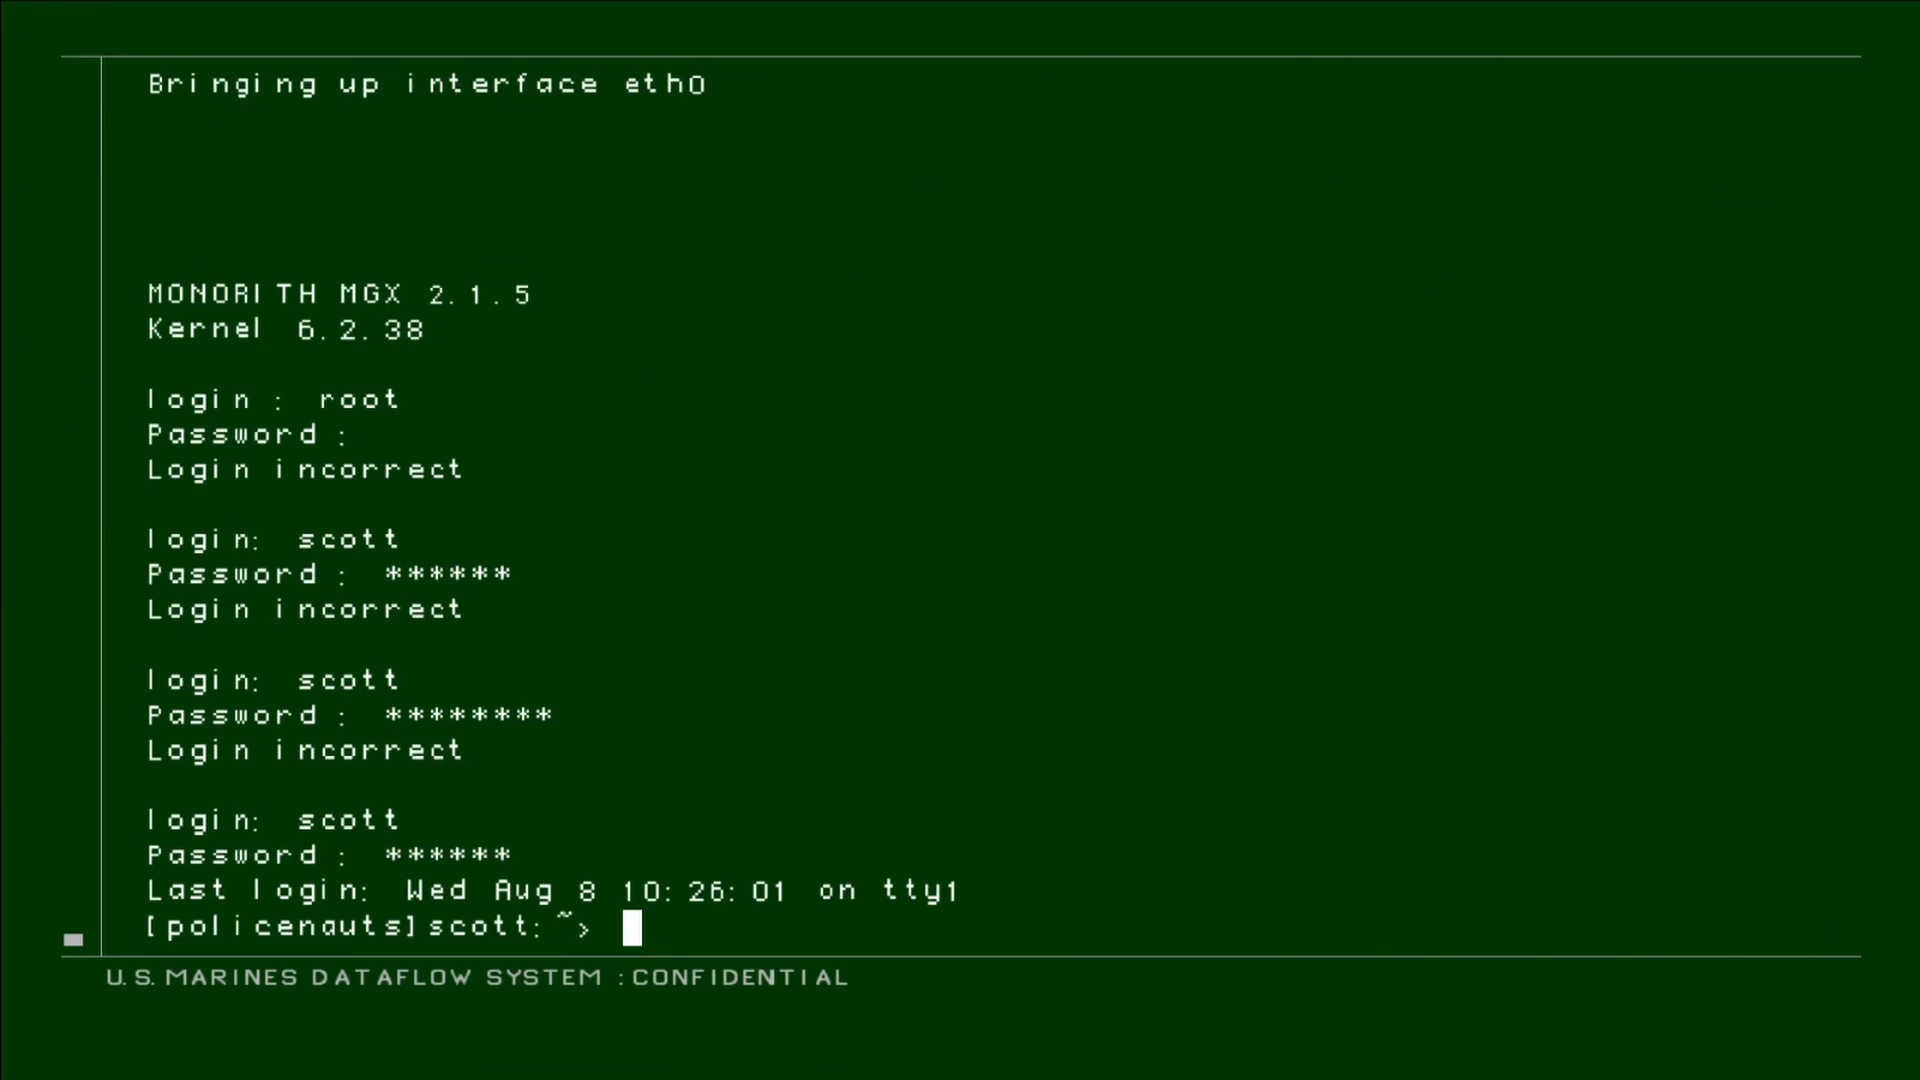 Bringing up interface eth0
MONORITH MGX 2.1.5
Kernel 6.2.38
login : root
Password :
Login incorrect
login: scott
Password : ******
Login incorrect
login: scott
Password : ********
Login incorrect
login: scott
Password : ******
Last login: Wed Aug 8 10:26:01 on tty1
[policenauts]scott:~>
U.S.MARINES DATAFLOW SYSTEM :CONFIDENTIAL